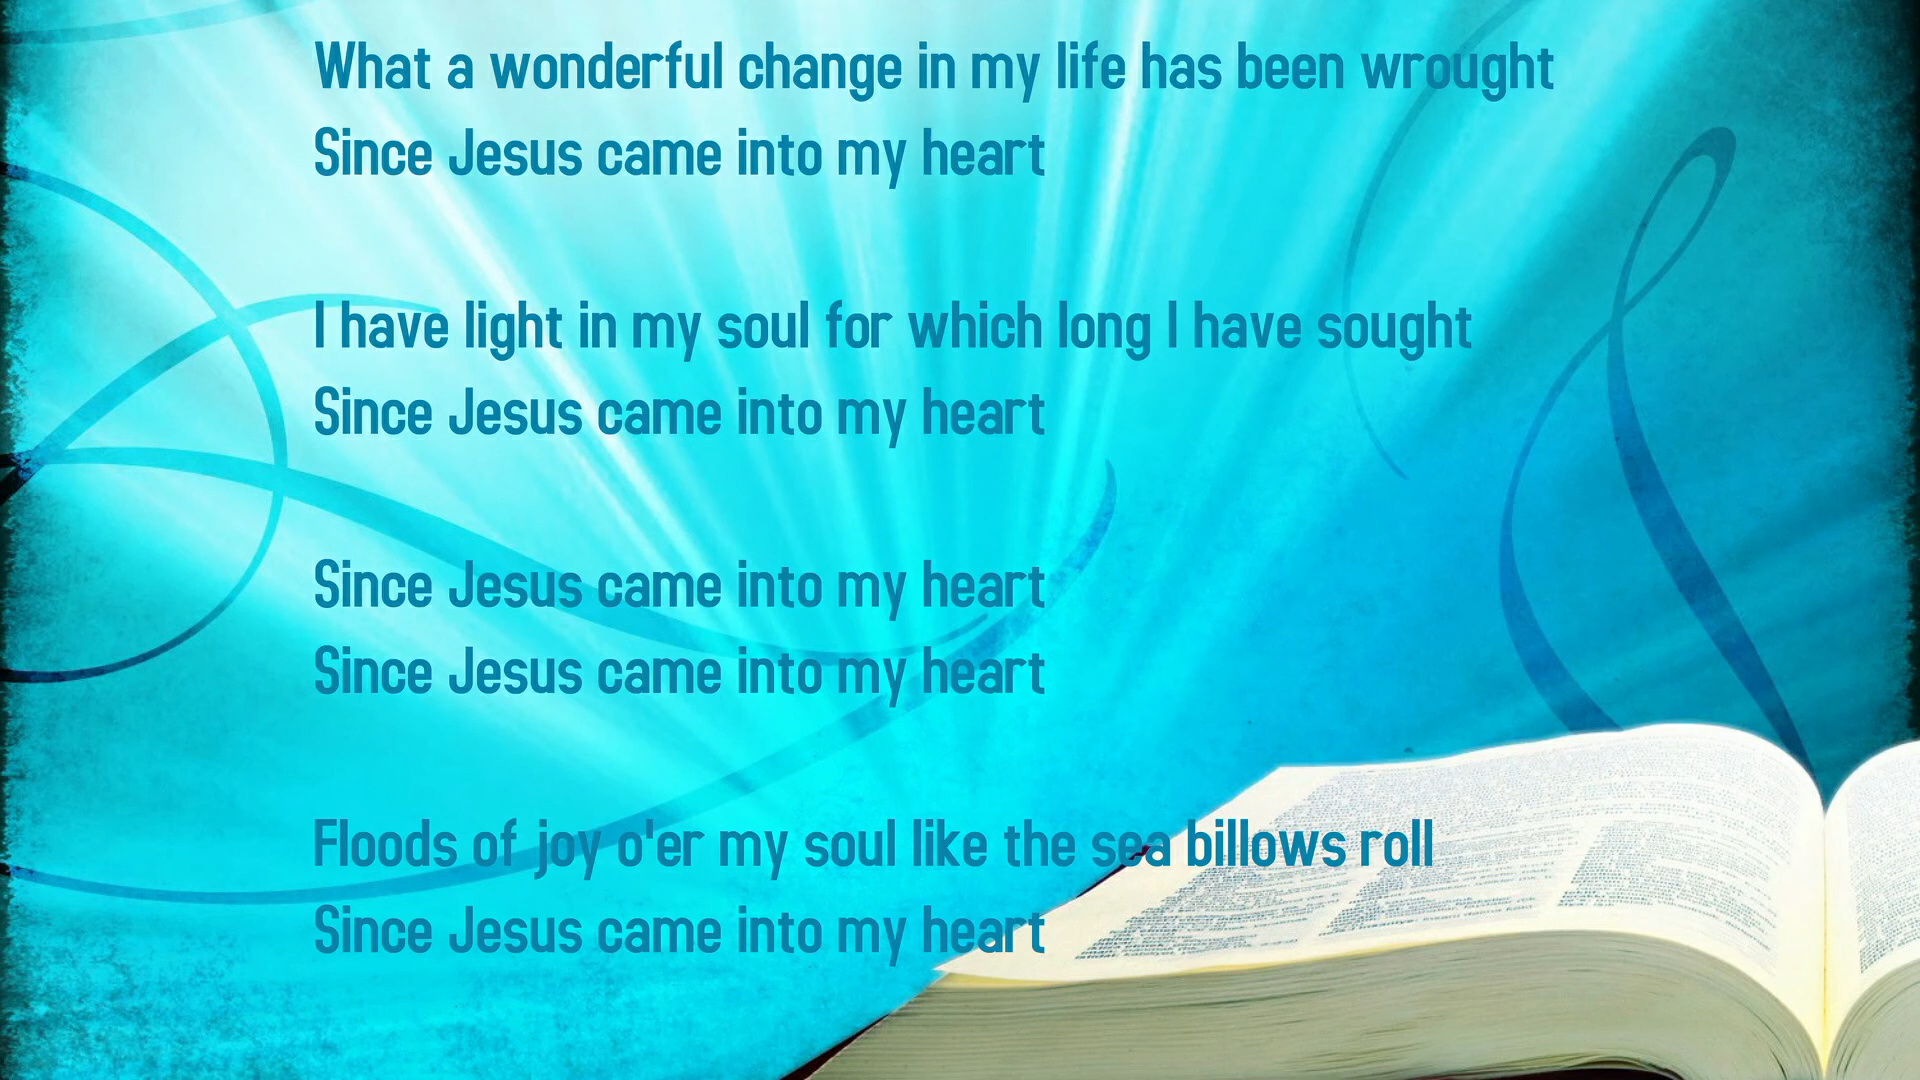 What a wonderful change in my life has been wrought
Since Jesus came into my heart
I have light in my soul for which long I have sought
Since Jesus came into my heart
Since Jesus came into my heart
Since Jesus came into my heart
Floods of joy o'er my soul like the sea billows roll
Since Jesus came into my heart